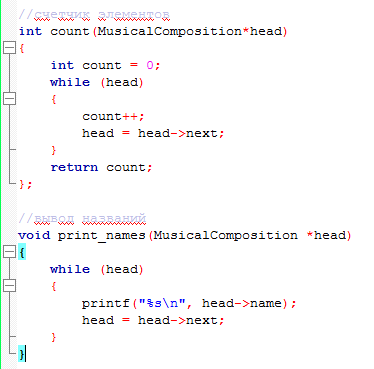 //счетчик элементов
int count(MusicalComposition*head)
{
    int count = 0;
    while (head)
    {
        count++;
        head = head->next;
    }
    return count;
};

//вывод названий
void print_names(MusicalComposition *head)
{
    while (head)
    {
        printf("%s\n", head->name);
        head = head->next;
    }
}